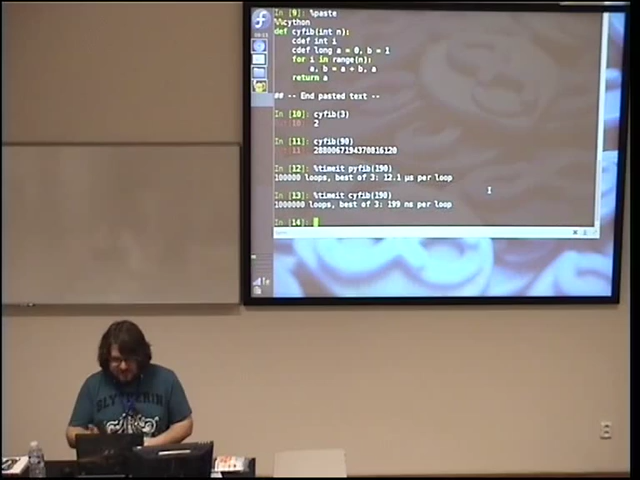 In [9]: %paste
%%cython
def cyfib(int n):
cdef int i
cdef long a = 0, b = 1
for i in range(n):
a, b = a + b, a
return a
## -- End pasted text --
In [10]: cyfib(3)
2
In [11]: cyfib(90)
2880067194370816120
In [12]: %timeit pyfib(190)
100000 loops, best of 3: 12.1 µs per loop
In [13]: %timeit cyfib(190)
1000000 loops, best of 3: 199 ns per loop
In [14]:
SLYTHERIN